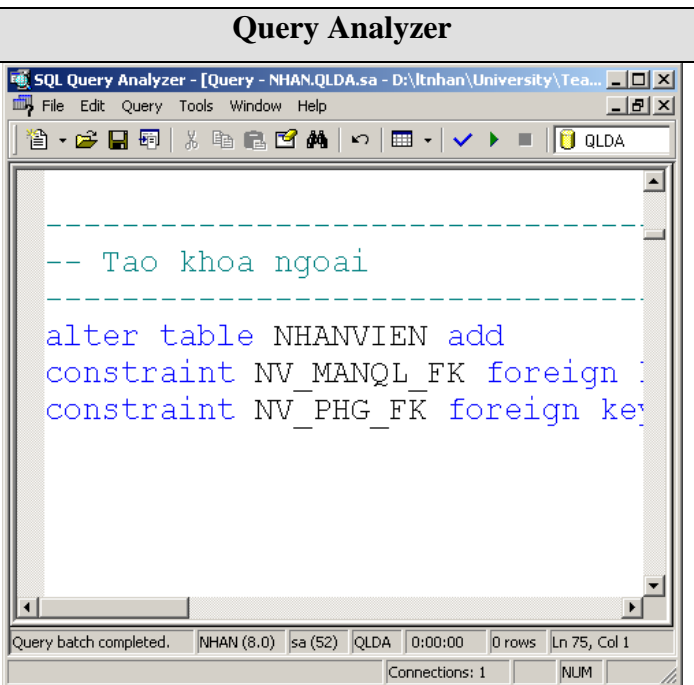 Query Analyzer
SQL Query Analyzer - [Query - NHAN.QLDA.sa - D:\ltnhan\University\Tea...
File Edit Query Tools Window Help
QLDA
-------------------------------------
-- Tao khoa ngoai
-------------------------------------
alter table NHANVIEN add
constraint NV_MANQL_FK foreign
constraint NV_PHG_FK foreign key
Query batch completed. NHAN (8.0) sa (52) QLDA 0:00:00 0 rows Ln 75, Col 1
Connections: 1 NUM